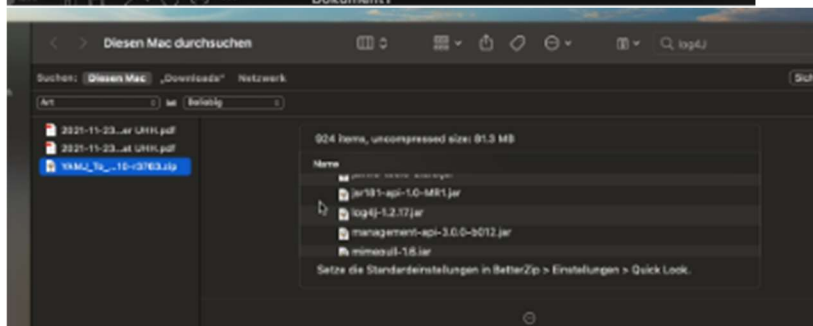 Dokument1
Diesen Mac durchsuchen
log4J
Suchen: Diesen Mac „Downloads“ Netzwerk
Art ist Beliebig
2021-11-23...er UHH.pdf
2021-11-23...at UHH.pdf
924 items, uncompressed size: 81.3 MB
Name
jsr181-api-1.0-MR1.jar
log4j-1.2.17.jar
management-api-3.0.0-b012.jar
mimepull-1.6.jar
Setze die Standardeinstellungen in BetterZip > Einstellungen > Quick Look.